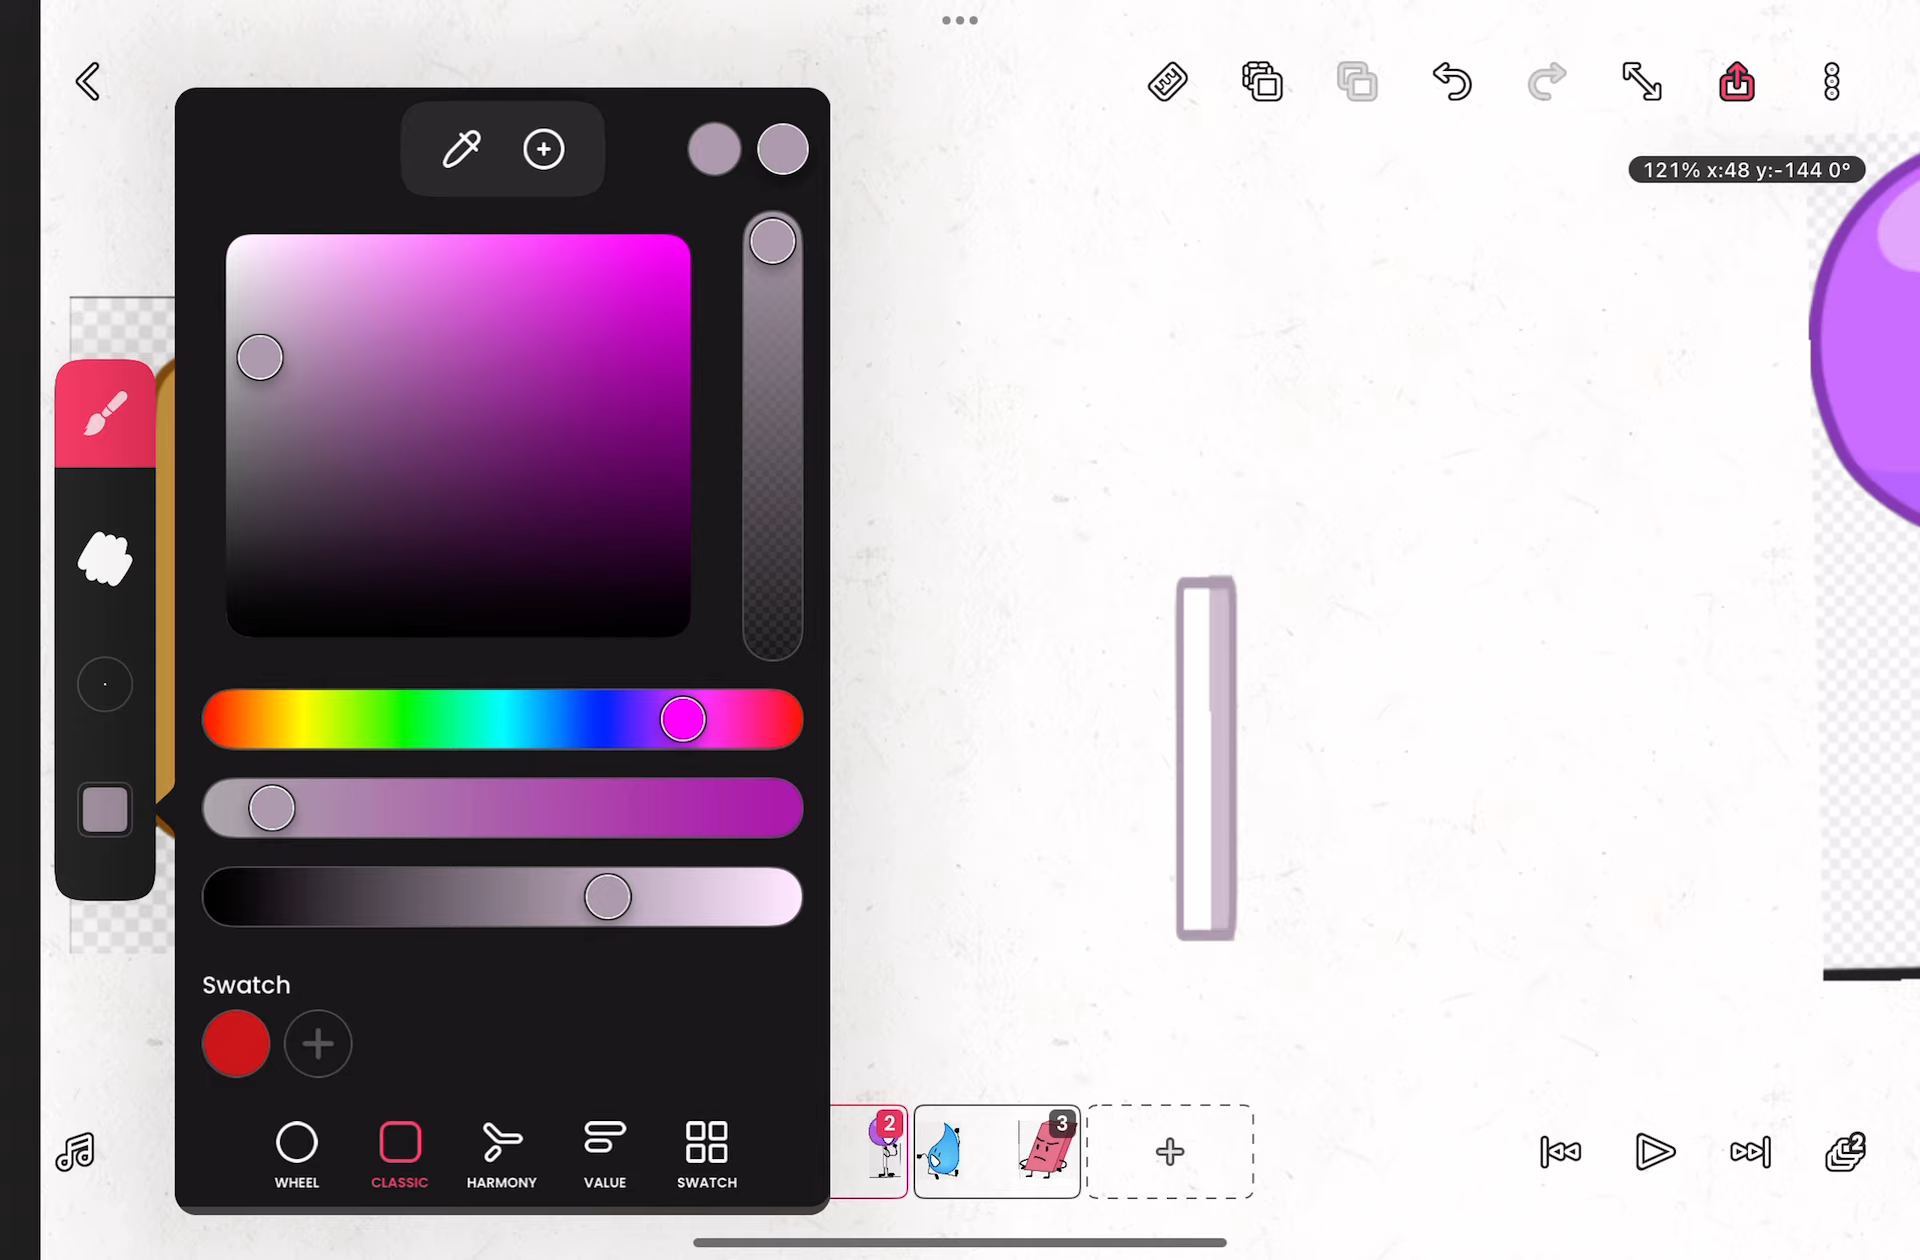 121% x:48 y:-144 0°
Swatch
2
3
WHEEL
CLASSIC
HARMONY
VALUE
SWATCH
2